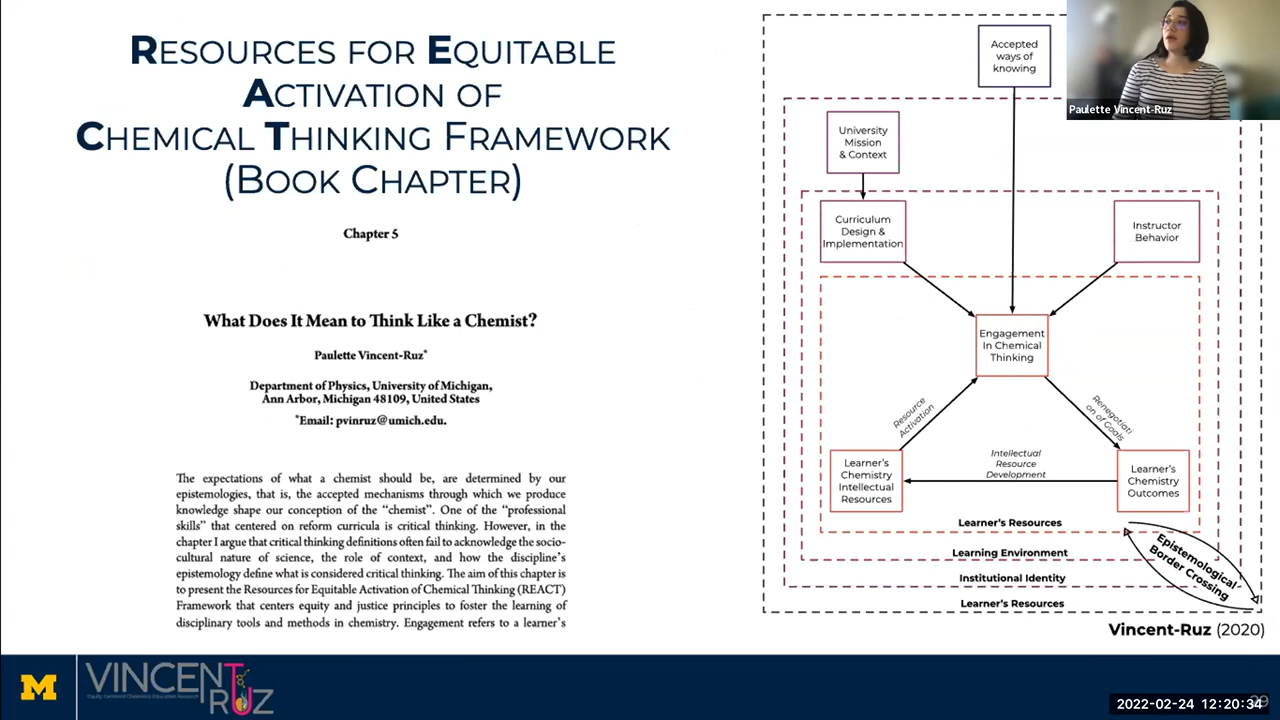 RESOURCES FOR EQUITABLE
ACTIVATION OF
CHEMICAL THINKING FRAMEWORK
(BOOK CHAPTER)
Chapter 5
What Does It Mean to Think Like a Chemist?
Paulette Vincent-Ruz*
Department of Physics, University of Michigan,
Ann Arbor, Michigan 48109, United States
*Email: pvinruz@umich.edu.
The expectations of what a chemist should be, are determined by our
epistemologies, that is, the accepted mechanisms through which we produce
knowledge shape our conception of the “chemist”. One of the “professional
skills” that centered on reform curricula is critical thinking. However, in the
chapter I argue that critical thinking definitions often fail to acknowledge the socio-
cultural nature of science, the role of context, and how the discipline’s
epistemology define what is considered critical thinking. The aim of this chapter is
to present the Resources for Equitable Activation of Chemical Thinking (REACT)
Framework that centers equity and justice principles to foster the learning of
disciplinary tools and methods in chemistry. Engagement refers to a learner’s
Accepted
ways of
knowing
Paulette Vincent-Ruz
University
Mission
& Context
Curriculum
Design &
Implementation
Instructor
Behavior
Engagement
In Chemical
Thinking
Resource
Activation
Renegotiati
on of Goals
Learner's
Chemistry
Intellectual
Resources
Intellectual
Resource
Development
Learner's
Chemistry
Outcomes
Learner's Resources
Learning Environment
Institutional Identity
Learner's Resources
Epistemological
Border Crossing
Vincent-Ruz (2020)
M
VINCENT
RUZ
Equity Centered Chemistry Education Research
29
2022-02-24 12:20:34